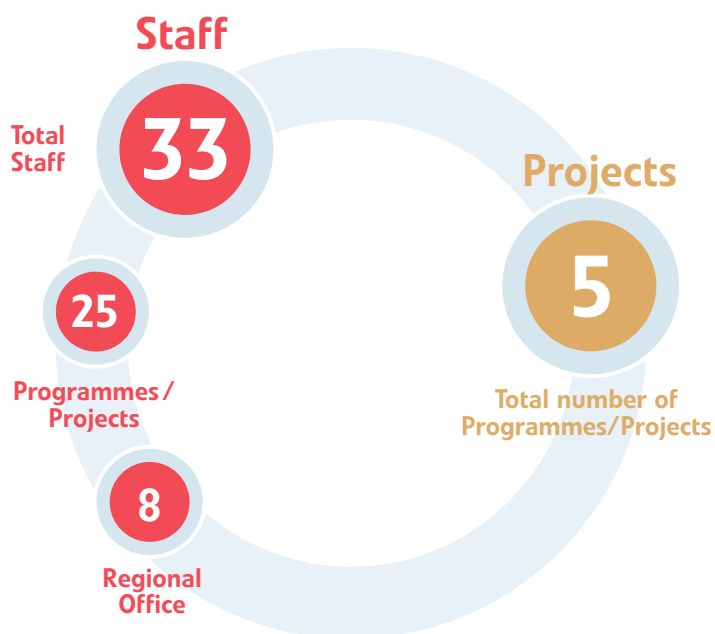 Staff
Total
Staff
33
25
Programmes/
Projects
8
Regional
Office
Projects
5
Total number of
Programmes/Projects